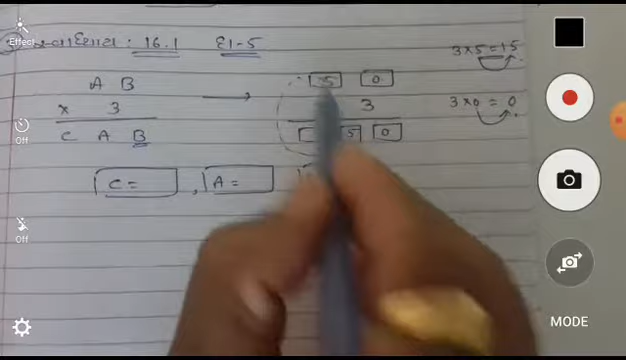 સ્વાધ્યાય : 16.1 દા-5
Effect
A B → 5 0
x 3 3
C A B 5 0
3×5 = 15
3×0 = 0
C = , A =
Off
Off
MODE